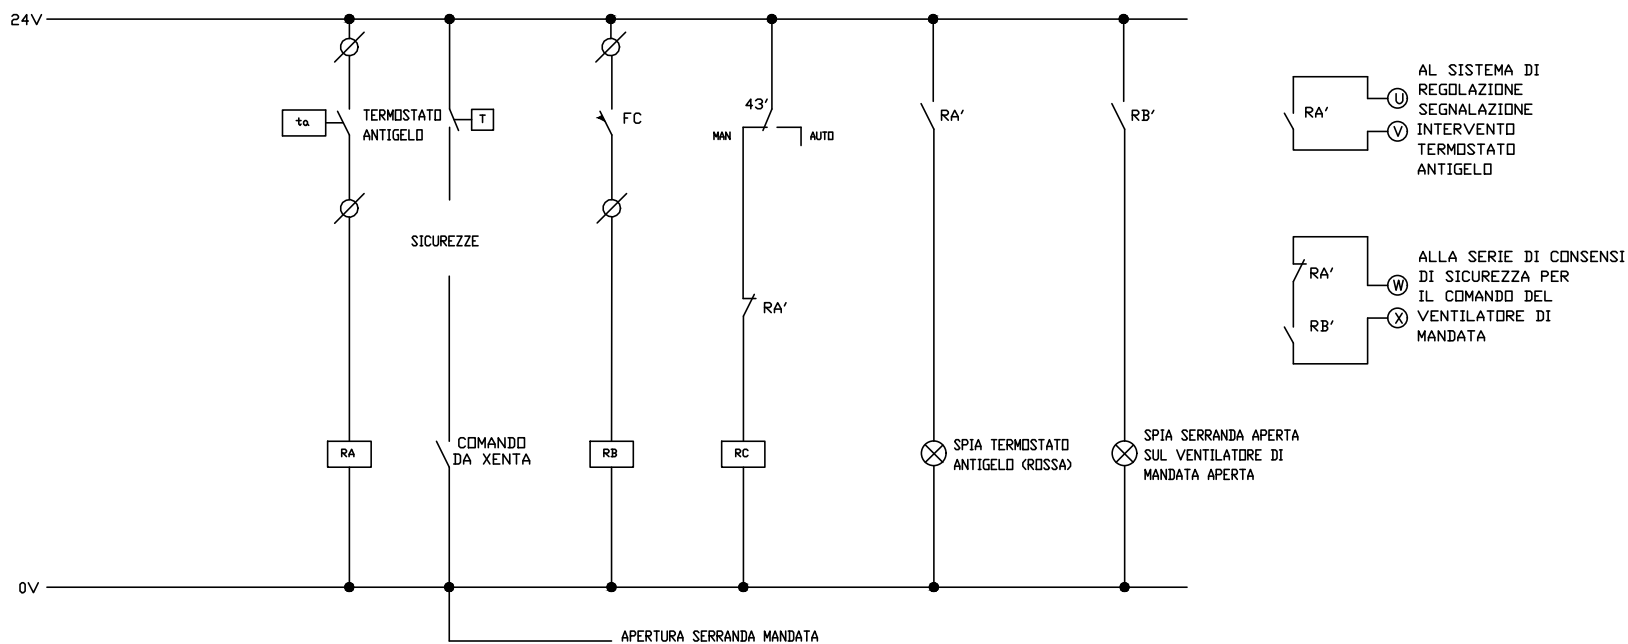 24V
ta
TERMOSTATO
ANTIGELO
T
FC
43'
MAN
AUTO
RA'
RB'
SICUREZZE
RA'
RA
COMANDO
DA XENTA
RB
RC
SPIA TERMOSTATO
ANTIGELO (ROSSA)
SPIA SERRANDA APERTA
SUL VENTILATORE DI
MANDATA APERTA
0V
APERTURA SERRANDA MANDATA
RA'
U
V
AL SISTEMA DI
REGOLAZIONE
SEGNALAZIONE
INTERVENTO
TERMOSTATO
ANTIGELO
RA'
RB'
W
X
ALLA SERIE DI CONSENSI
DI SICUREZZA PER
IL COMANDO DEL
VENTILATORE DI
MANDATA